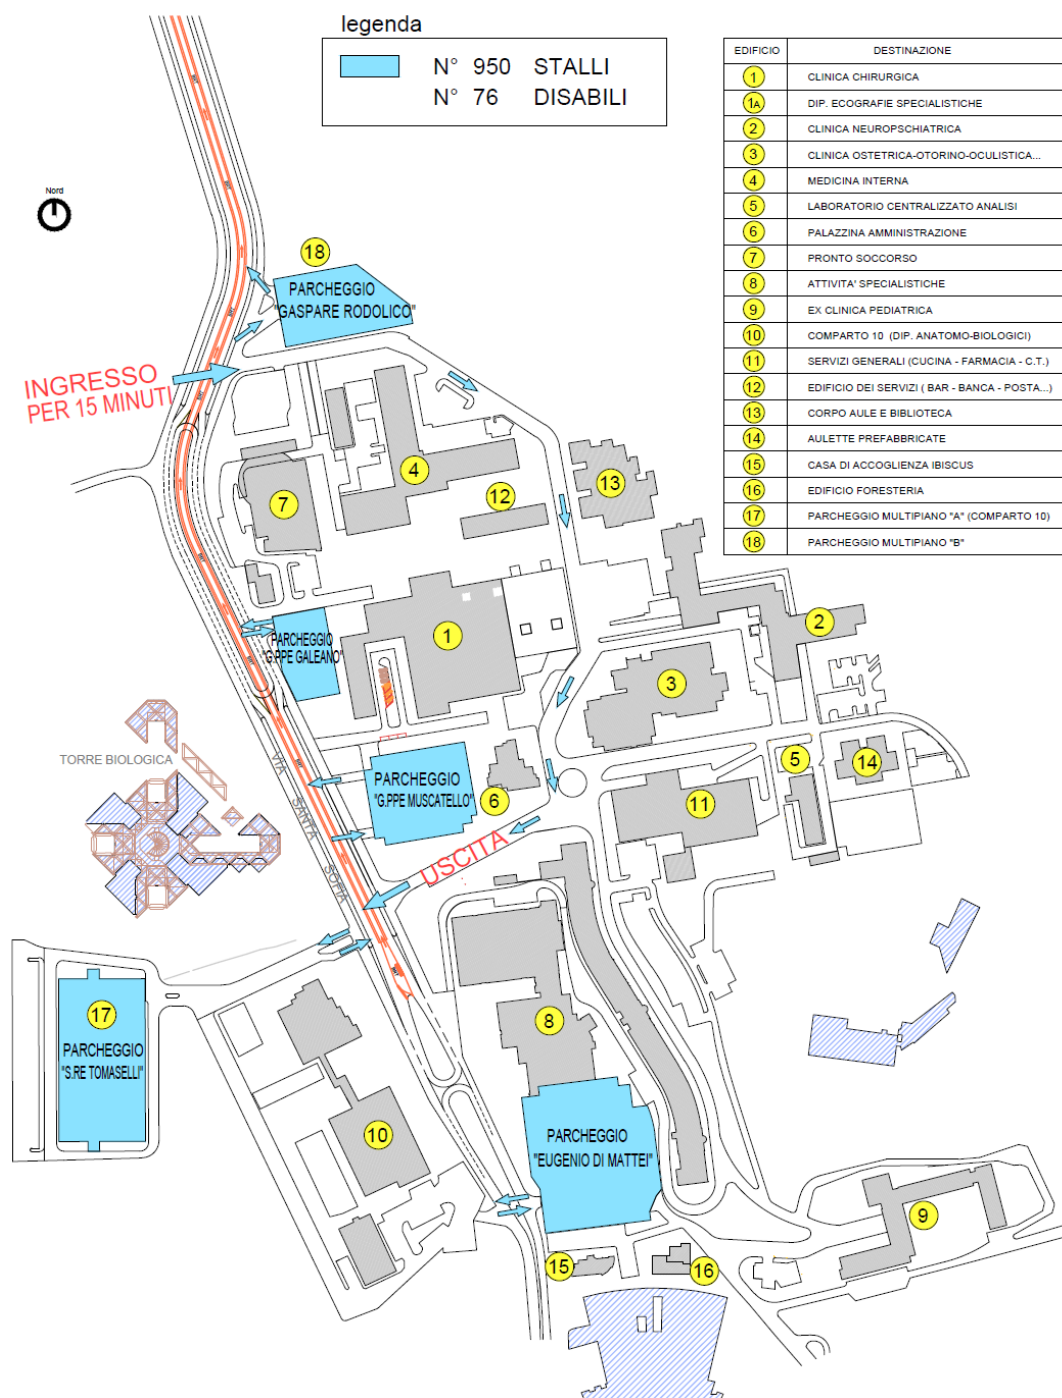 legenda
N° 950 STALLI
N° 76 DISABILI
EDIFICIO DESTINAZIONE
1 CLINICA CHIRURGICA
1A DIP. ECOGRAFIE SPECIALISTICHE
2 CLINICA NEUROPSCHIATRICA
3 CLINICA OSTETRICA-OTORINO-OCULISTICA...
4 MEDICINA INTERNA
5 LABORATORIO CENTRALIZZATO ANALISI
6 PALAZZINA AMMINISTRAZIONE
7 PRONTO SOCCORSO
8 ATTIVITA' SPECIALISTICHE
9 EX CLINICA PEDIATRICA
10 COMPARTO 10 (DIP. ANATOMO-BIOLOGICI)
11 SERVIZI GENERALI (CUCINA - FARMACIA - C.T.)
12 EDIFICIO DEI SERVIZI ( BAR - BANCA - POSTA...)
13 CORPO AULE E BIBLIOTECA
14 AULETTE PREFABBRICATE
15 CASA DI ACCOGLIENZA IBISCUS
16 EDIFICIO FORESTERIA
17 PARCHEGGIO MULTIPIANO "A" (COMPARTO 10)
18 PARCHEGGIO MULTIPIANO "B"
Nord
18
PARCHEGGIO
"GASPARE RODOLICO"
INGRESSO
PER 15 MINUTI
4
7
12
13
1
2
3
PARCHEGGIO
"G.PPE GALEANO"
TORRE BIOLOGICA
VIA
SANTA
SOFIA
PARCHEGGIO
"G.PPE MUSCATELLO"
6
5
14
11
USCITA
17
PARCHEGGIO
"S.RE TOMASELLI"
8
10
PARCHEGGIO
"EUGENIO DI MATTEI"
9
15
16